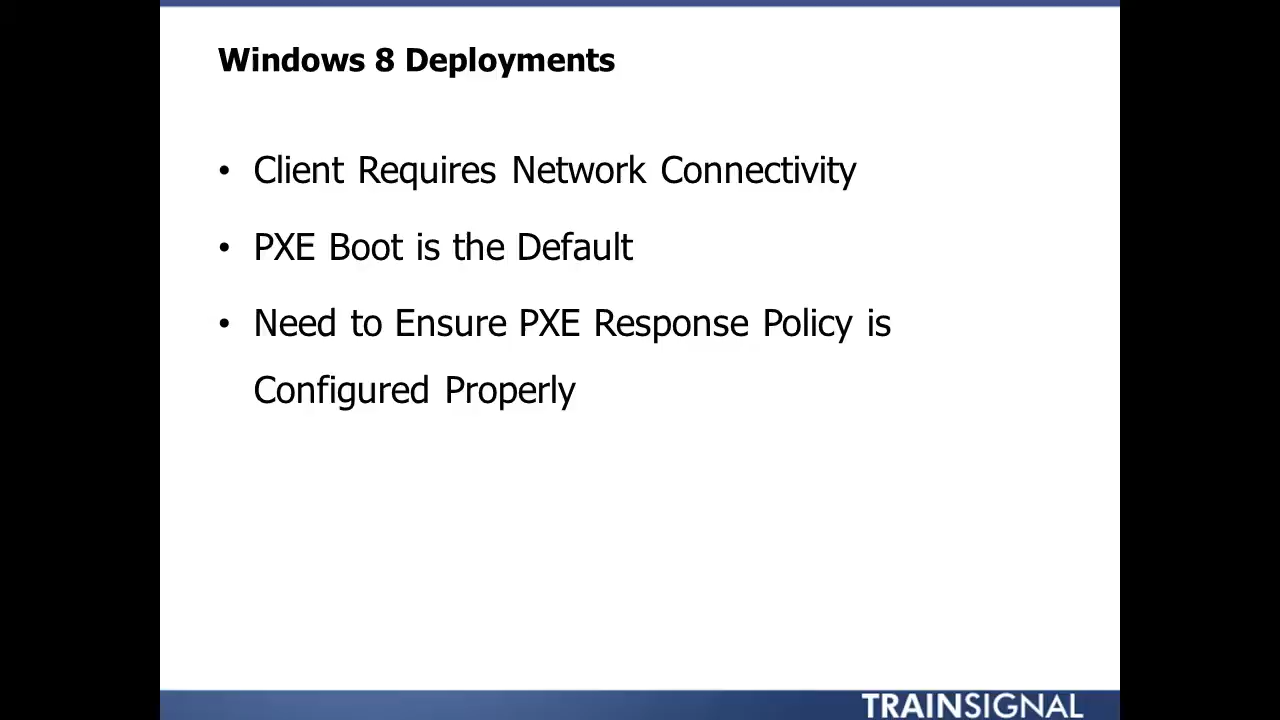 Windows 8 Deployments
• Client Requires Network Connectivity
• PXE Boot is the Default
• Need to Ensure PXE Response Policy is
Configured Properly
TRAINSIGNAL